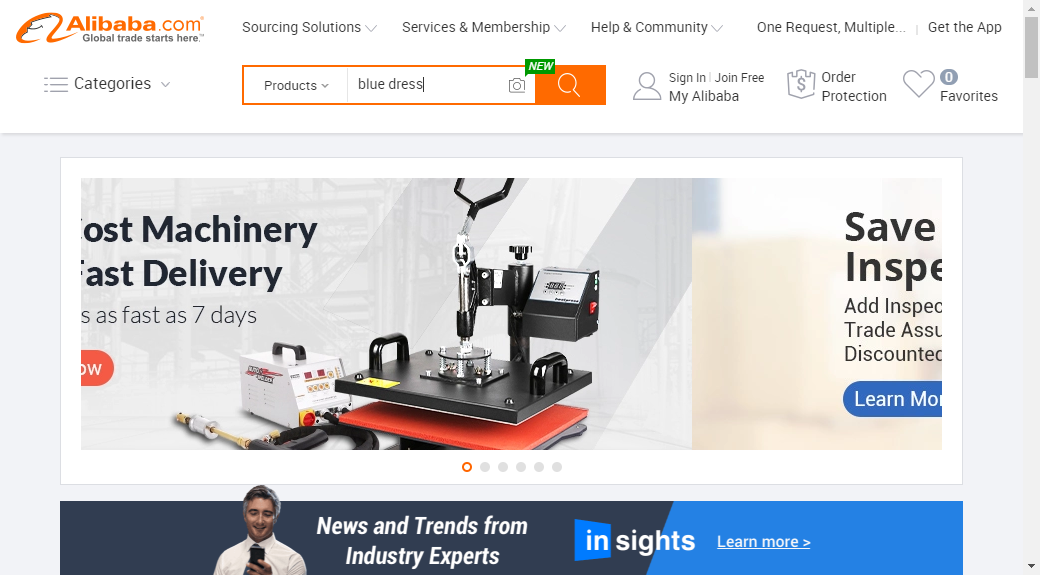 Alibaba.com
Global trade starts here.™
Sourcing Solutions
Services & Membership
Help & Community
One Request, Multiple...
Get the App
Categories
Products
blue dress
NEW
Sign In | Join Free
My Alibaba
Order
Protection
0
Favorites
ost Machinery
ast Delivery
s as fast as 7 days
ow
Save
Inspe
Add Inspec
Trade Assu
Discounted
Learn Mor
News and Trends from
Industry Experts
in sights
Learn more >